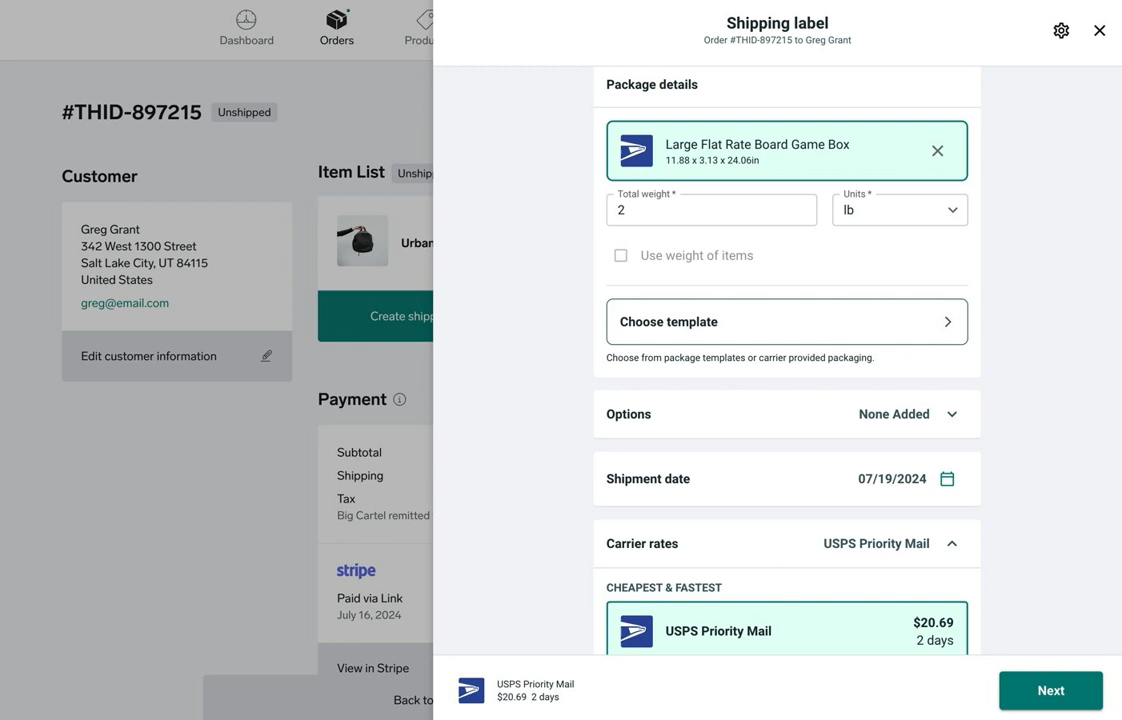 Dashboard
Orders
Produ...
#THID-897215
Unshipped
Customer
Greg Grant
342 West 1300 Street
Salt Lake City, UT 84115
United States
greg@email.com
Edit customer information
Item List
Unshipp
Urban
Create shipp
Payment
Subtotal
Shipping
Tax
Big Cartel remitted
stripe
Paid via Link
July 16, 2024
View in Stripe
Back to
Shipping label
Order #THID-897215 to Greg Grant
Package details
Large Flat Rate Board Game Box
11.88 x 3.13 x 24.06in
Total weight *
2
Units *
lb
Use weight of items
Choose template
Choose from package templates or carrier provided packaging.
Options
None Added
Shipment date
07/19/2024
Carrier rates
USPS Priority Mail
CHEAPEST & FASTEST
USPS Priority Mail
$20.69
2 days
USPS Priority Mail
$20.69 2 days
Next